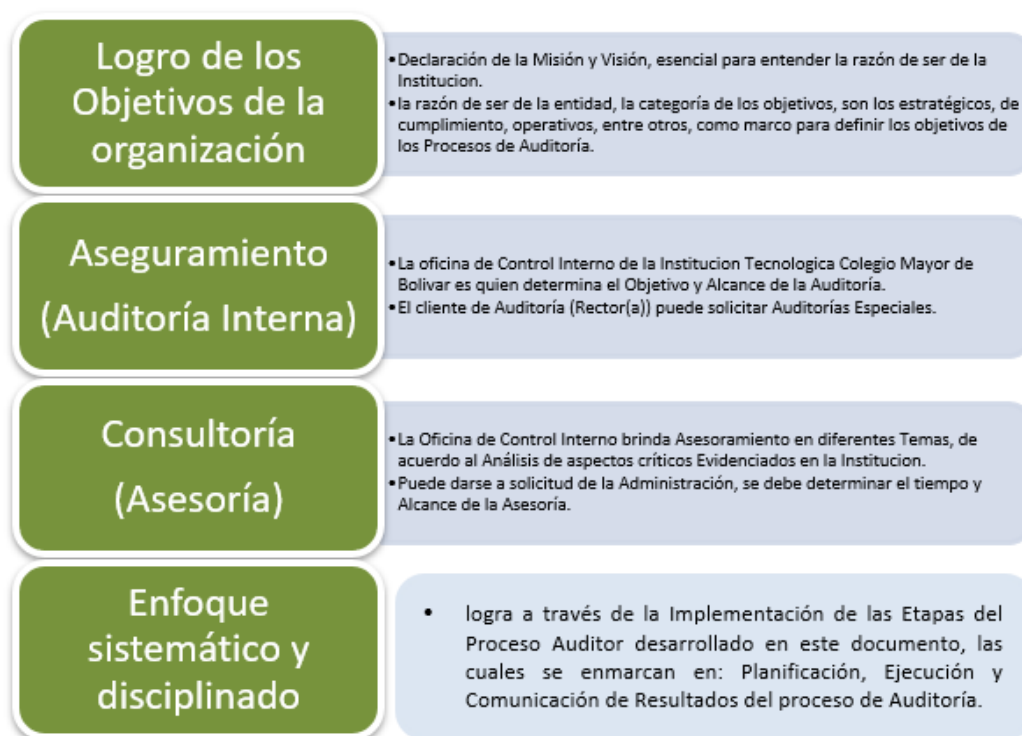 Logro de los
Objetivos de la
organización
•Declaración de la Misión y Visión, esencial para entender la razón de ser de la
Institucion.
•la razón de ser de la entidad, la categoría de los objetivos, son los estratégicos, de
cumplimiento, operativos, entre otros, como marco para definir los objetivos de
los Procesos de Auditoría.
Aseguramiento
(Auditoría Interna)
•La oficina de Control Interno de la Institucion Tecnologica Colegio Mayor de
Bolivar es quien determina el Objetivo y Alcance de la Auditoría.
•El cliente de Auditoría (Rector(a)) puede solicitar Auditorías Especiales.
Consultoría
(Asesoría)
•La Oficina de Control Interno brinda Asesoramiento en diferentes Temas, de
acuerdo al Análisis de aspectos críticos Evidenciados en la Institucion.
•Puede darse a solicitud de la Administración, se debe determinar el tiempo y
Alcance de la Asesoría.
Enfoque
sistemático y
disciplinado
• logra a través de la Implementación de las Etapas del
Proceso Auditor desarrollado en este documento, las
cuales se enmarcan en: Planificación, Ejecución y
Comunicación de Resultados del proceso de Auditoría.